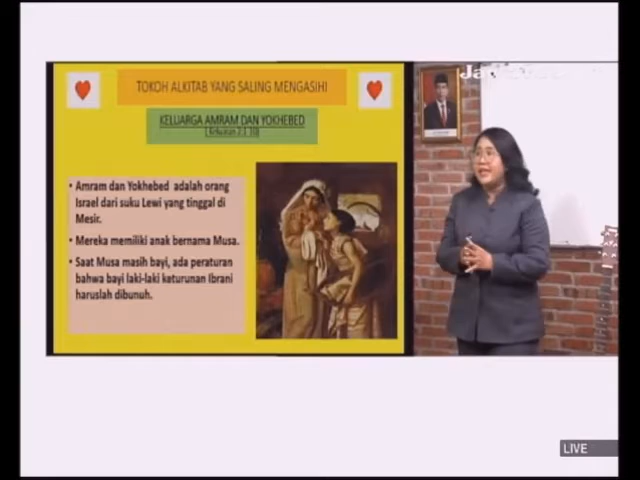 TOKOH ALKITAB YANG SALING MENGASIHI
KELUARGA AMRAM DAN YOKHEBED
• Amram dan Yokhebed adalah orang
Israel dari suku Lewi yang tinggal di
Mesir.
• Mereka memiliki anak bernama Musa.
• Saat Musa masih bayi, ada peraturan
bahwa bayi laki-laki keturunan Ibrani
haruslah dibunuh.
LIVE